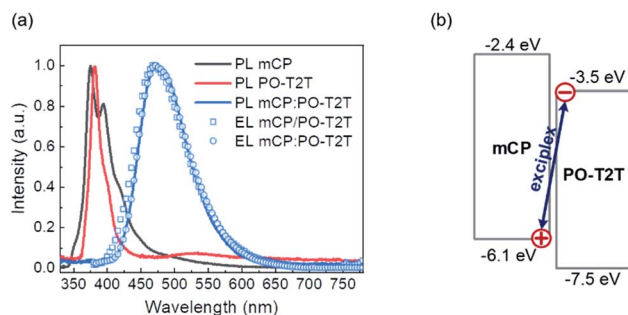 (a)
1.0
0.8
0.6
0.4
0.2
0.0
Intensity (a.u.)
PL mCP
PL PO-T2T
PL mCP:PO-T2T
EL mCP/PO-T2T
EL mCP:PO-T2T
350 400 450 500 550 600 650 700 750
Wavelength (nm)
(b)
-2.4 eV
-3.5 eV
mCP
exciplex
PO-T2T
-6.1 eV
-7.5 eV